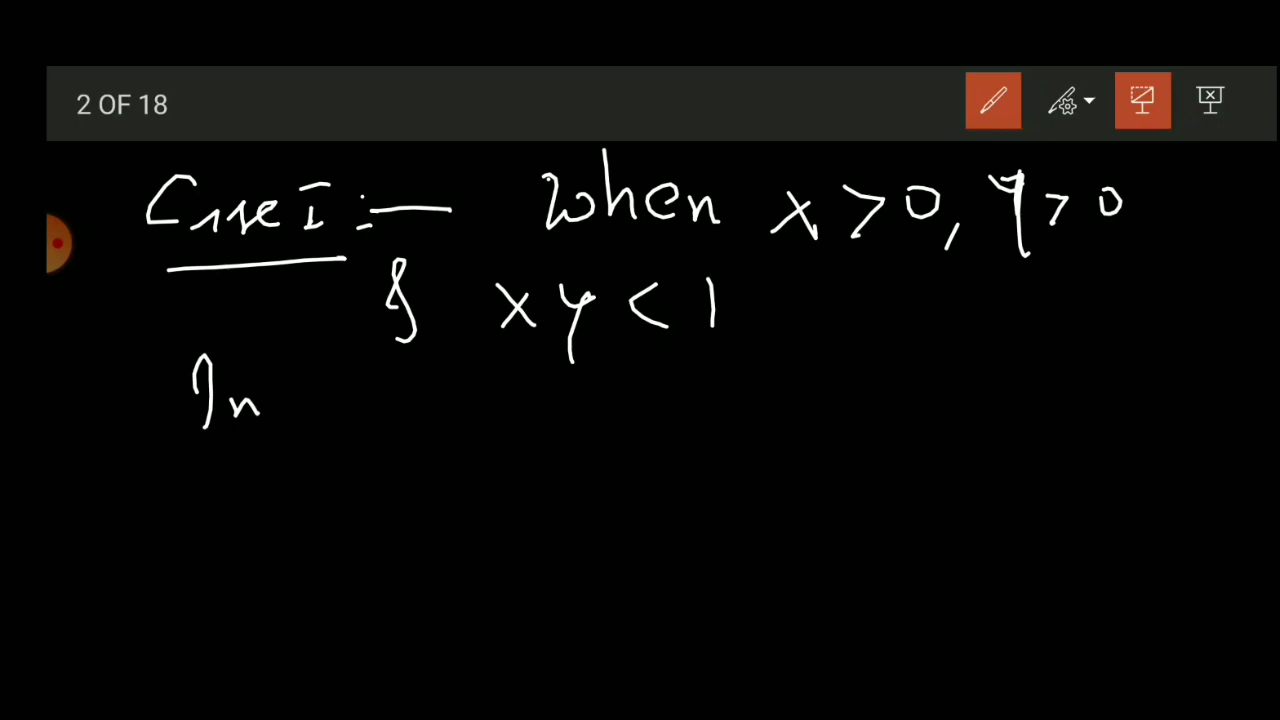 2 OF 18
Case I :— When x > 0, y > 0
& xy < 1
In